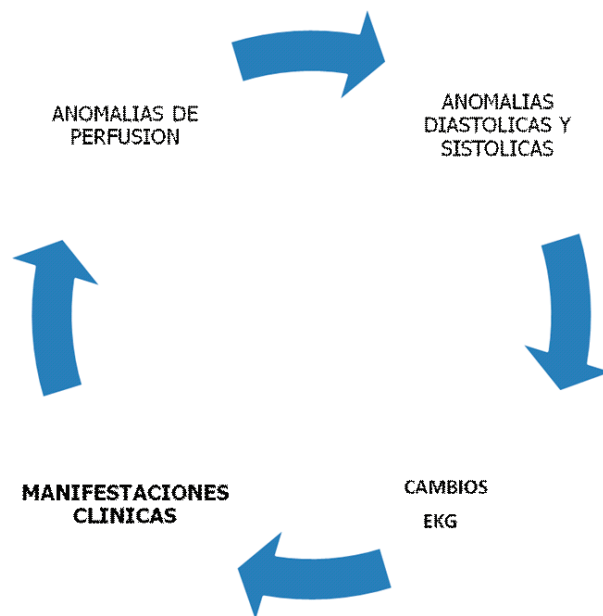 ANOMALIAS DE
PERFUSION
ANOMALIAS
DIASTOLICAS Y
SISTOLICAS
CAMBIOS
EKG
MANIFESTACIONES
CLINICAS